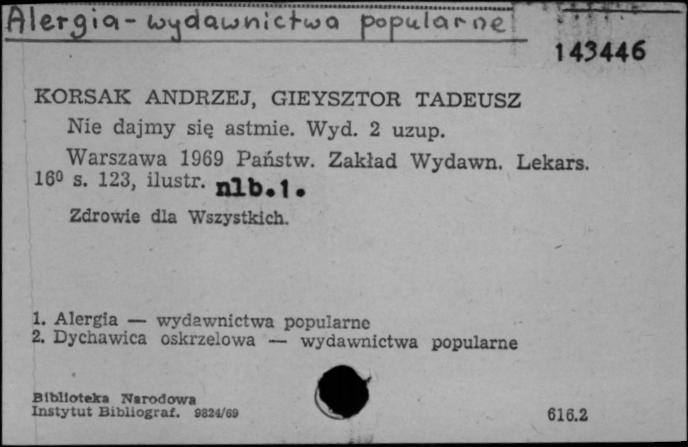 Alergia - wydawnictwa popularne
143446
KORSAK ANDRZEJ, GIEYSZTOR TADEUSZ
Nie dajmy się astmie. Wyd. 2 uzup.
Warszawa 1969 Państw. Zakład Wydawn. Lekars.
16⁰ s. 123, ilustr. nlb.1.
Zdrowie dla Wszystkich.
1. Alergia — wydawnictwa popularne
2. Dychawica oskrzelowa — wydawnictwa popularne
Biblioteka Narodowa
Instytut Bibliograf. 9824/69
616.2